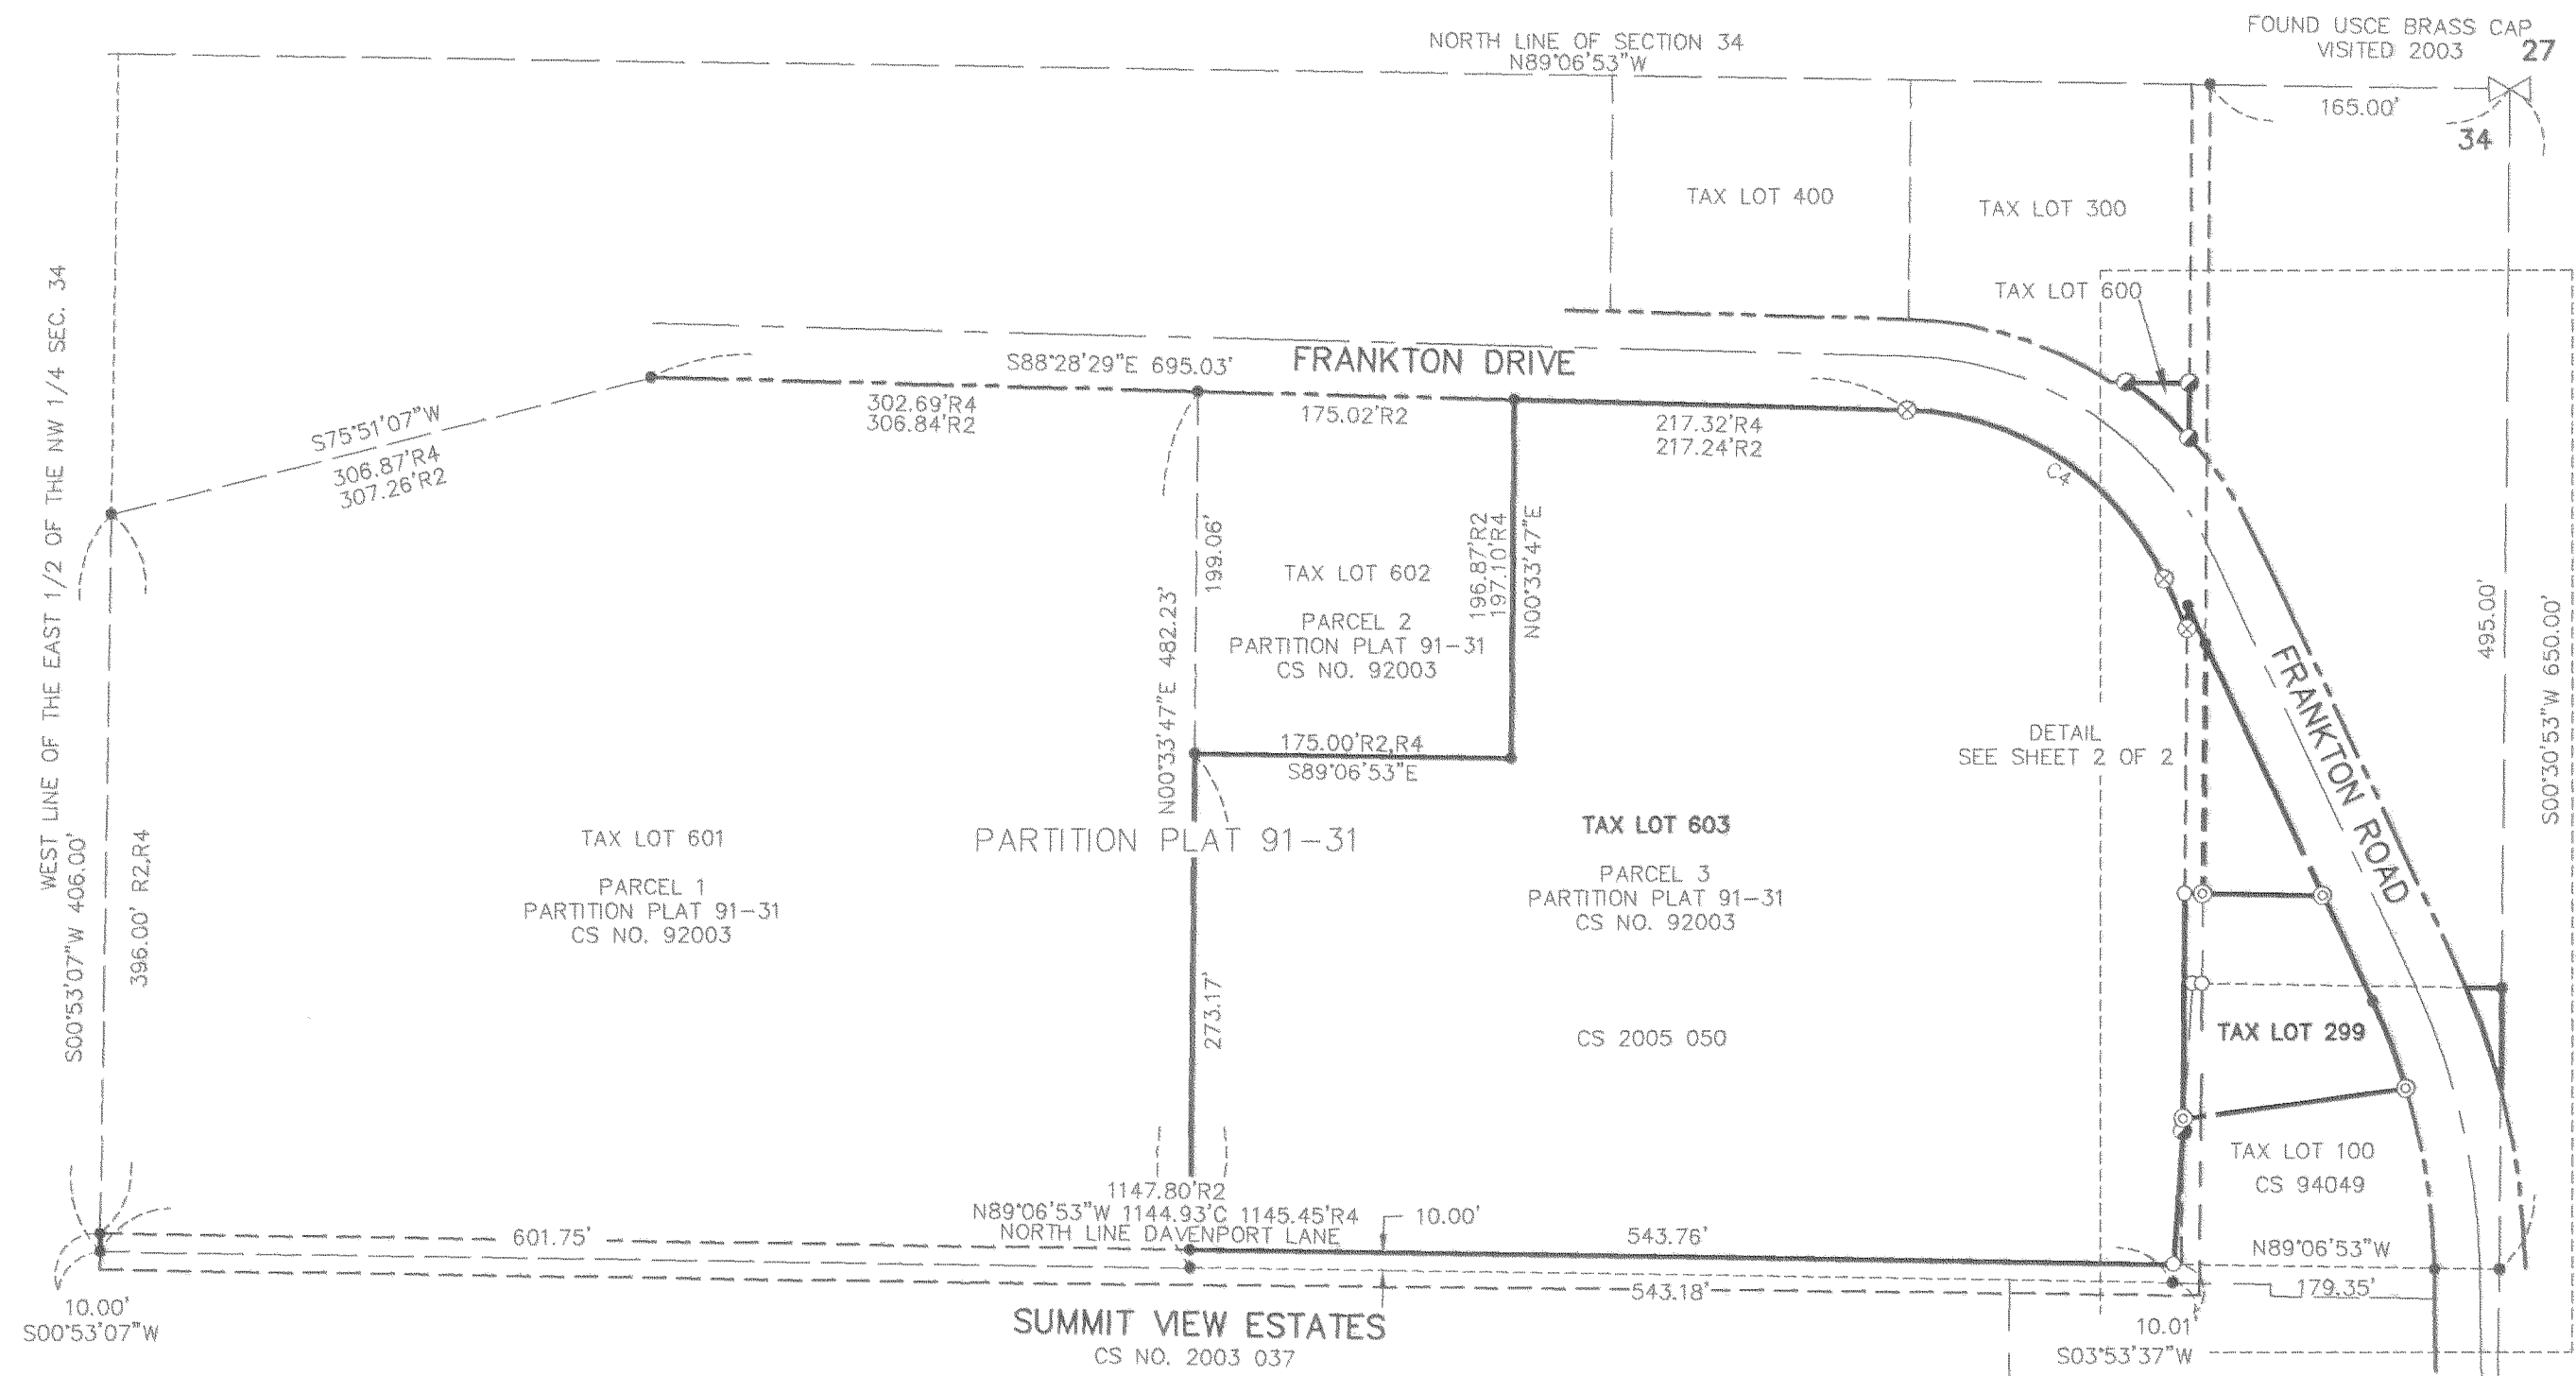 FOUND USCE BRASS CAP
VISITED 2003
27
NORTH LINE OF SECTION 34
N89°06'53"W
165.00'
34
TAX LOT 400
TAX LOT 300
TAX LOT 600
WEST LINE OF THE EAST 1/2 OF THE NW 1/4 SEC. 34
S88°28'29"E 695.03'
FRANKTON DRIVE
302.69'R4
306.84'R2
175.02'R2
217.32'R4
217.24'R2
S75°51'07"W
306.87'R4
307.26'R2
C4
199.06'
N00°33'47"E 482.23'
TAX LOT 602
PARCEL 2
PARTITION PLAT 91-31
CS NO. 92003
196.87'R2
197.10'R4
N00°33'47"E
495.00'
S00°30'53"W 650.00'
FRANKTON ROAD
175.00'R2,R4
S89°06'53"E
DETAIL
SEE SHEET 2 OF 2
S00°53'07"W 406.00'
396.00' R2,R4
TAX LOT 601
PARCEL 1
PARTITION PLAT 91-31
CS NO. 92003
PARTITION PLAT 91-31
TAX LOT 603
PARCEL 3
PARTITION PLAT 91-31
CS NO. 92003
273.17'
CS 2005 050
TAX LOT 299
TAX LOT 100
CS 94049
1147.80'R2
N89°06'53"W 1144.93'C 1145.45'R4
NORTH LINE DAVENPORT LANE
10.00'
601.75'
543.76'
N89°06'53"W
543.18'
179.35'
10.00'
S00°53'07"W
SUMMIT VIEW ESTATES
CS NO. 2003 037
10.01'
S03°53'37"W